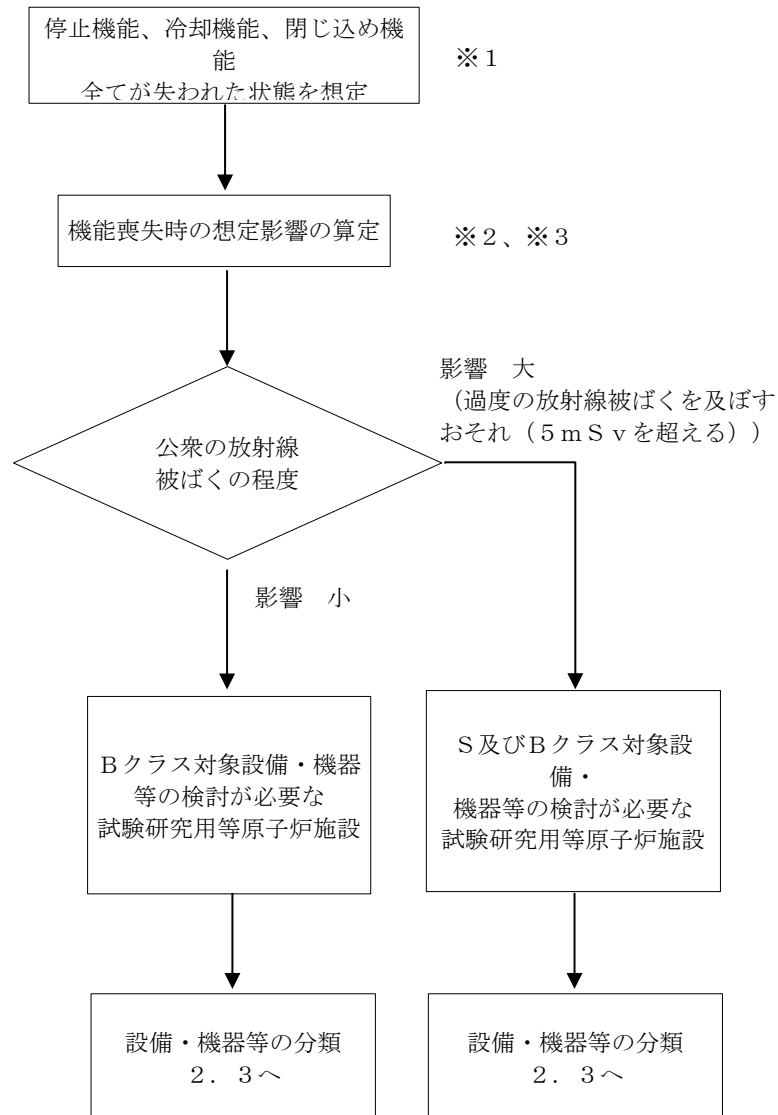 停止機能、冷却機能、閉じ込め機
能
全てが失われた状態を想定
※1
機能喪失時の想定影響の算定
※2、※3
影響　大
（過度の放射線被ばくを及ぼす
おそれ（５ｍＳｖを超える））
公衆の放射線
被ばくの程度
影響　小
Ｂクラス対象設備・機器
等の検討が必要な
試験研究用等原子炉施設
Ｓ及びＢクラス対象設
備・
機器等の検討が必要な
試験研究用等原子炉施設
設備・機器等の分類
２．３へ
設備・機器等の分類
２．３へ